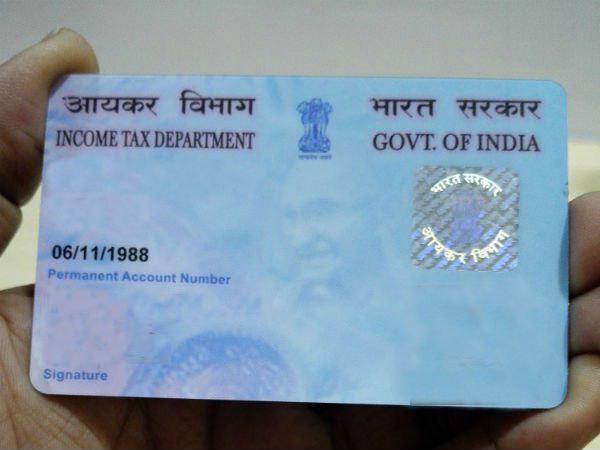 आयकर विभाग
INCOME TAX DEPARTMENT
भारत सरकार
GOVT. OF INDIA
भारत सरकार
आयकर विभाग
06/11/1988
Permanent Account Number
Signature